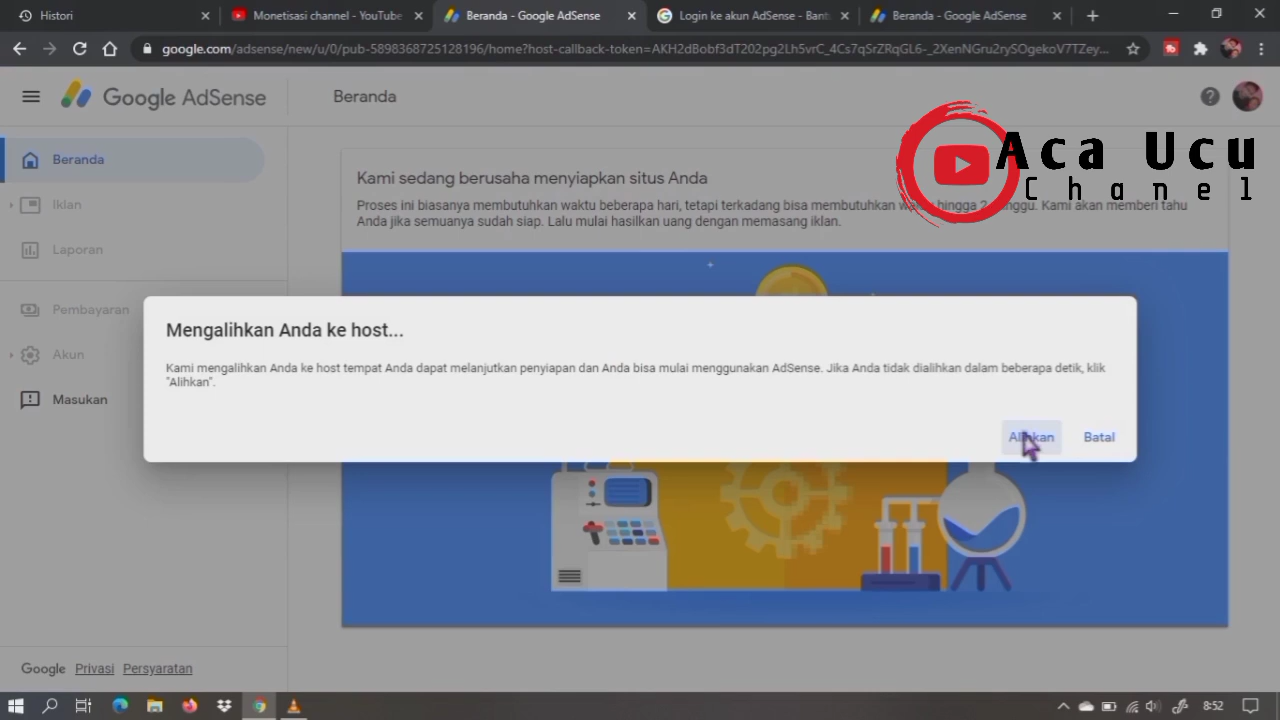 Histori
Monetisasi channel - YouTube
Beranda - Google AdSense
Login ke akun AdSense - Bant
Beranda - Google AdSense
google.com/adsense/new/u/0/pub-5898368725128196/home?host-callback-token=AKH2dBobf3dT202pg2Lh5vrC_4Cs7qSrZRqGL6-_2XenNGru2rySOgekoV7TZey...
Google AdSense
Beranda
Aca Ucu
Chanel
Beranda
Iklan
Laporan
Pembayaran
Akun
Masukan
Kami sedang berusaha menyiapkan situs Anda
Proses ini biasanya membutuhkan waktu beberapa hari, tetapi terkadang bisa membutuhkan hingga 2 Kami akan memberi tahu
Anda jika semuanya sudah siap. Lalu mulai hasilkan uang dengan memasang iklan.
Mengalihkan Anda ke host...
Kami mengalihkan Anda ke host tempat Anda dapat melanjutkan penyiapan dan Anda bisa mulai menggunakan AdSense. Jika Anda tidak dialihkan dalam beberapa detik, klik
"Alihkan".
Alihkan
Batal
Google Privasi Persyaratan
8:52